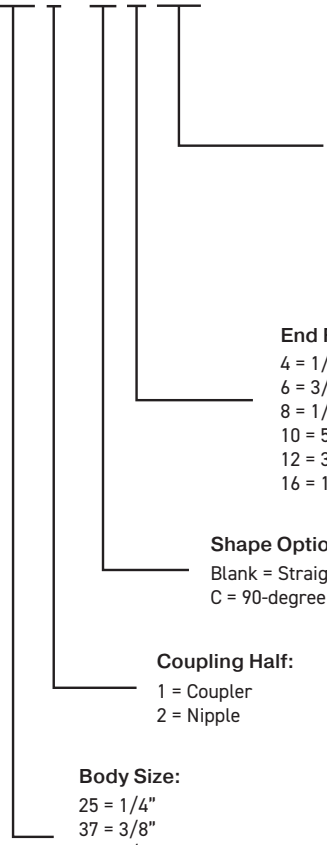 End
4 = 1/
6 = 3/
8 = 1/
10 = 5
12 = 3
16 = 1
Shape Optio
Blank = Straig
C = 90-degree
Coupling Half:
1 = Coupler
2 = Nipple
Body Size:
25 = 1/4"
37 = 3/8"